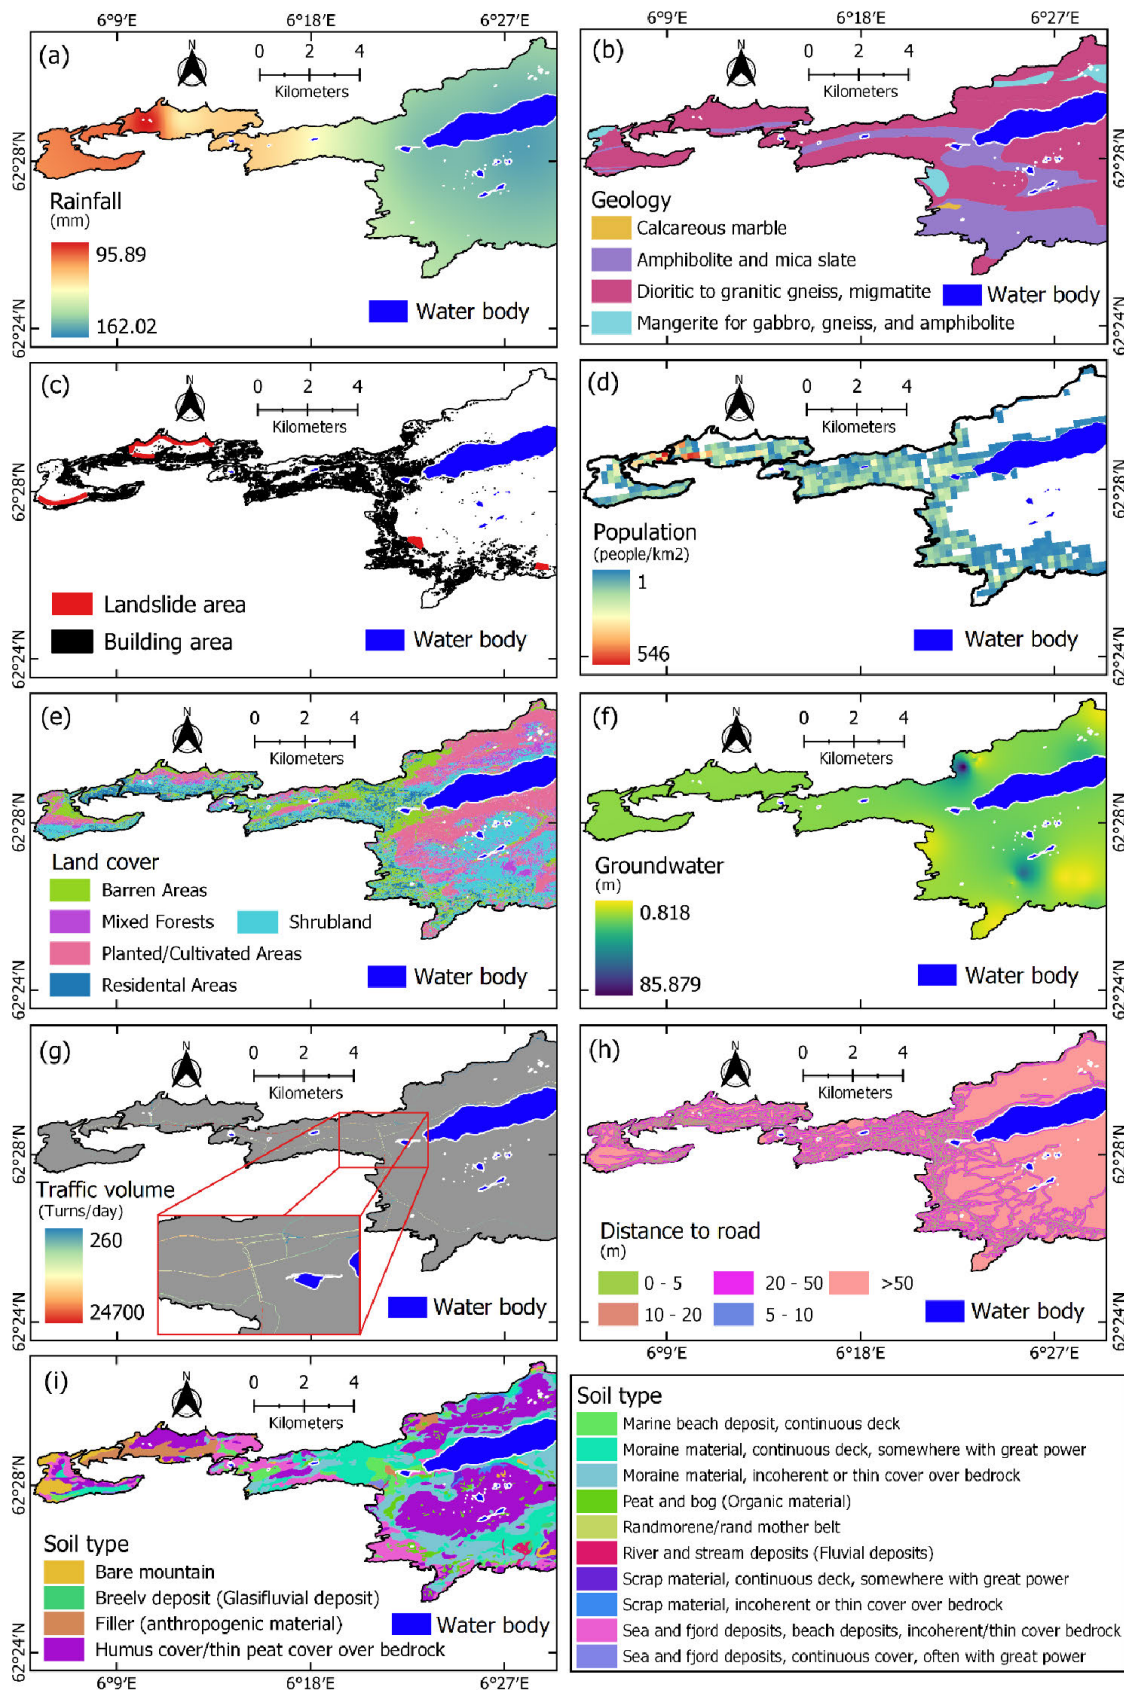 6°9′E 6°18′E 6°27′E 6°9′E 6°18′E 6°27′E
(a) N 0 2 4
Kilometers
62°28′N
Rainfall
(mm)
95.89
162.02
Water body
62°24′N
(b) N 0 2 4
Kilometers
62°28′N
Geology
Calcareous marble
Amphibolite and mica slate
Dioritic to granitic gneiss, migmatite
Water body
Mangerite for gabbro, gneiss, and amphibolite
62°24′N
(c) N 0 2 4
Kilometers
62°28′N
Landslide area
Building area
Water body
62°24′N
(d) N 0 2 4
Kilometers
62°28′N
Population
(people/km2)
1
546
Water body
62°24′N
(e) N 0 2 4
Kilometers
62°28′N
Land cover
Barren Areas
Mixed Forests Shrubland
Planted/Cultivated Areas
Residental Areas
Water body
62°24′N
(f) N 0 2 4
Kilometers
62°28′N
Groundwater
(m)
0.818
85.879
Water body
62°24′N
(g) N 0 2 4
Kilometers
62°28′N
Traffic volume
(Turns/day)
260
24700
Water body
62°24′N
(h) N 0 2 4
Kilometers
62°28′N
Distance to road
(m)
0 - 5 20 - 50 >50
10 - 20 5 - 10
Water body
62°24′N
6°9′E 6°18′E 6°27′E
(i) N 0 2 4
Kilometers
62°28′N
Soil type
Bare mountain
Breelv deposit (Glasifluvial deposit)
Filler (anthropogenic material)
Humus cover/thin peat cover over bedrock
Water body
62°24′N
6°9′E 6°18′E 6°27′E
Soil type
Marine beach deposit, continuous deck
Moraine material, continuous deck, somewhere with great power
Moraine material, incoherent or thin cover over bedrock
Peat and bog (Organic material)
Randmorene/rand mother belt
River and stream deposits (Fluvial deposits)
Scrap material, continuous deck, somewhere with great power
Scrap material, incoherent or thin cover over bedrock
Sea and fjord deposits, beach deposits, incoherent/thin cover bedrock
Sea and fjord deposits, continuous cover, often with great power